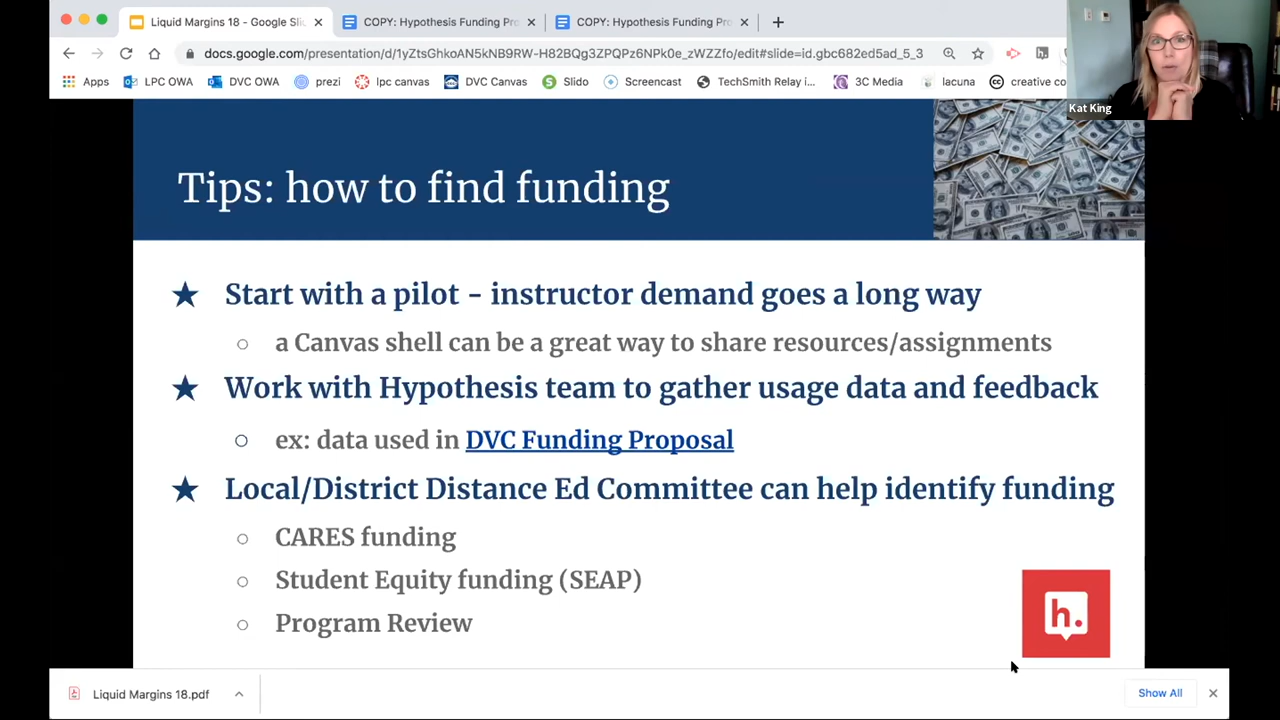 Liquid Margins 18 - Google Sli
COPY: Hypothesis Funding Pro
COPY: Hypothesis Funding Pro
docs.google.com/presentation/d/1yZtsGhkoAN5kNB9RW-H82BQg3ZPQPz6NPk0e_zWZZfo/edit#slide=id.gbc682ed5ad_5_3
Apps LPC OWA DVC OWA prezi lpc canvas DVC Canvas Slido Screencast TechSmith Relay i... 3C Media lacuna creative co
Kat King
Tips: how to find funding
Start with a pilot - instructor demand goes a long way
a Canvas shell can be a great way to share resources/assignments
Work with Hypothesis team to gather usage data and feedback
ex: data used in DVC Funding Proposal
Local/District Distance Ed Committee can help identify funding
CARES funding
Student Equity funding (SEAP)
Program Review
h.
Liquid Margins 18.pdf
Show All